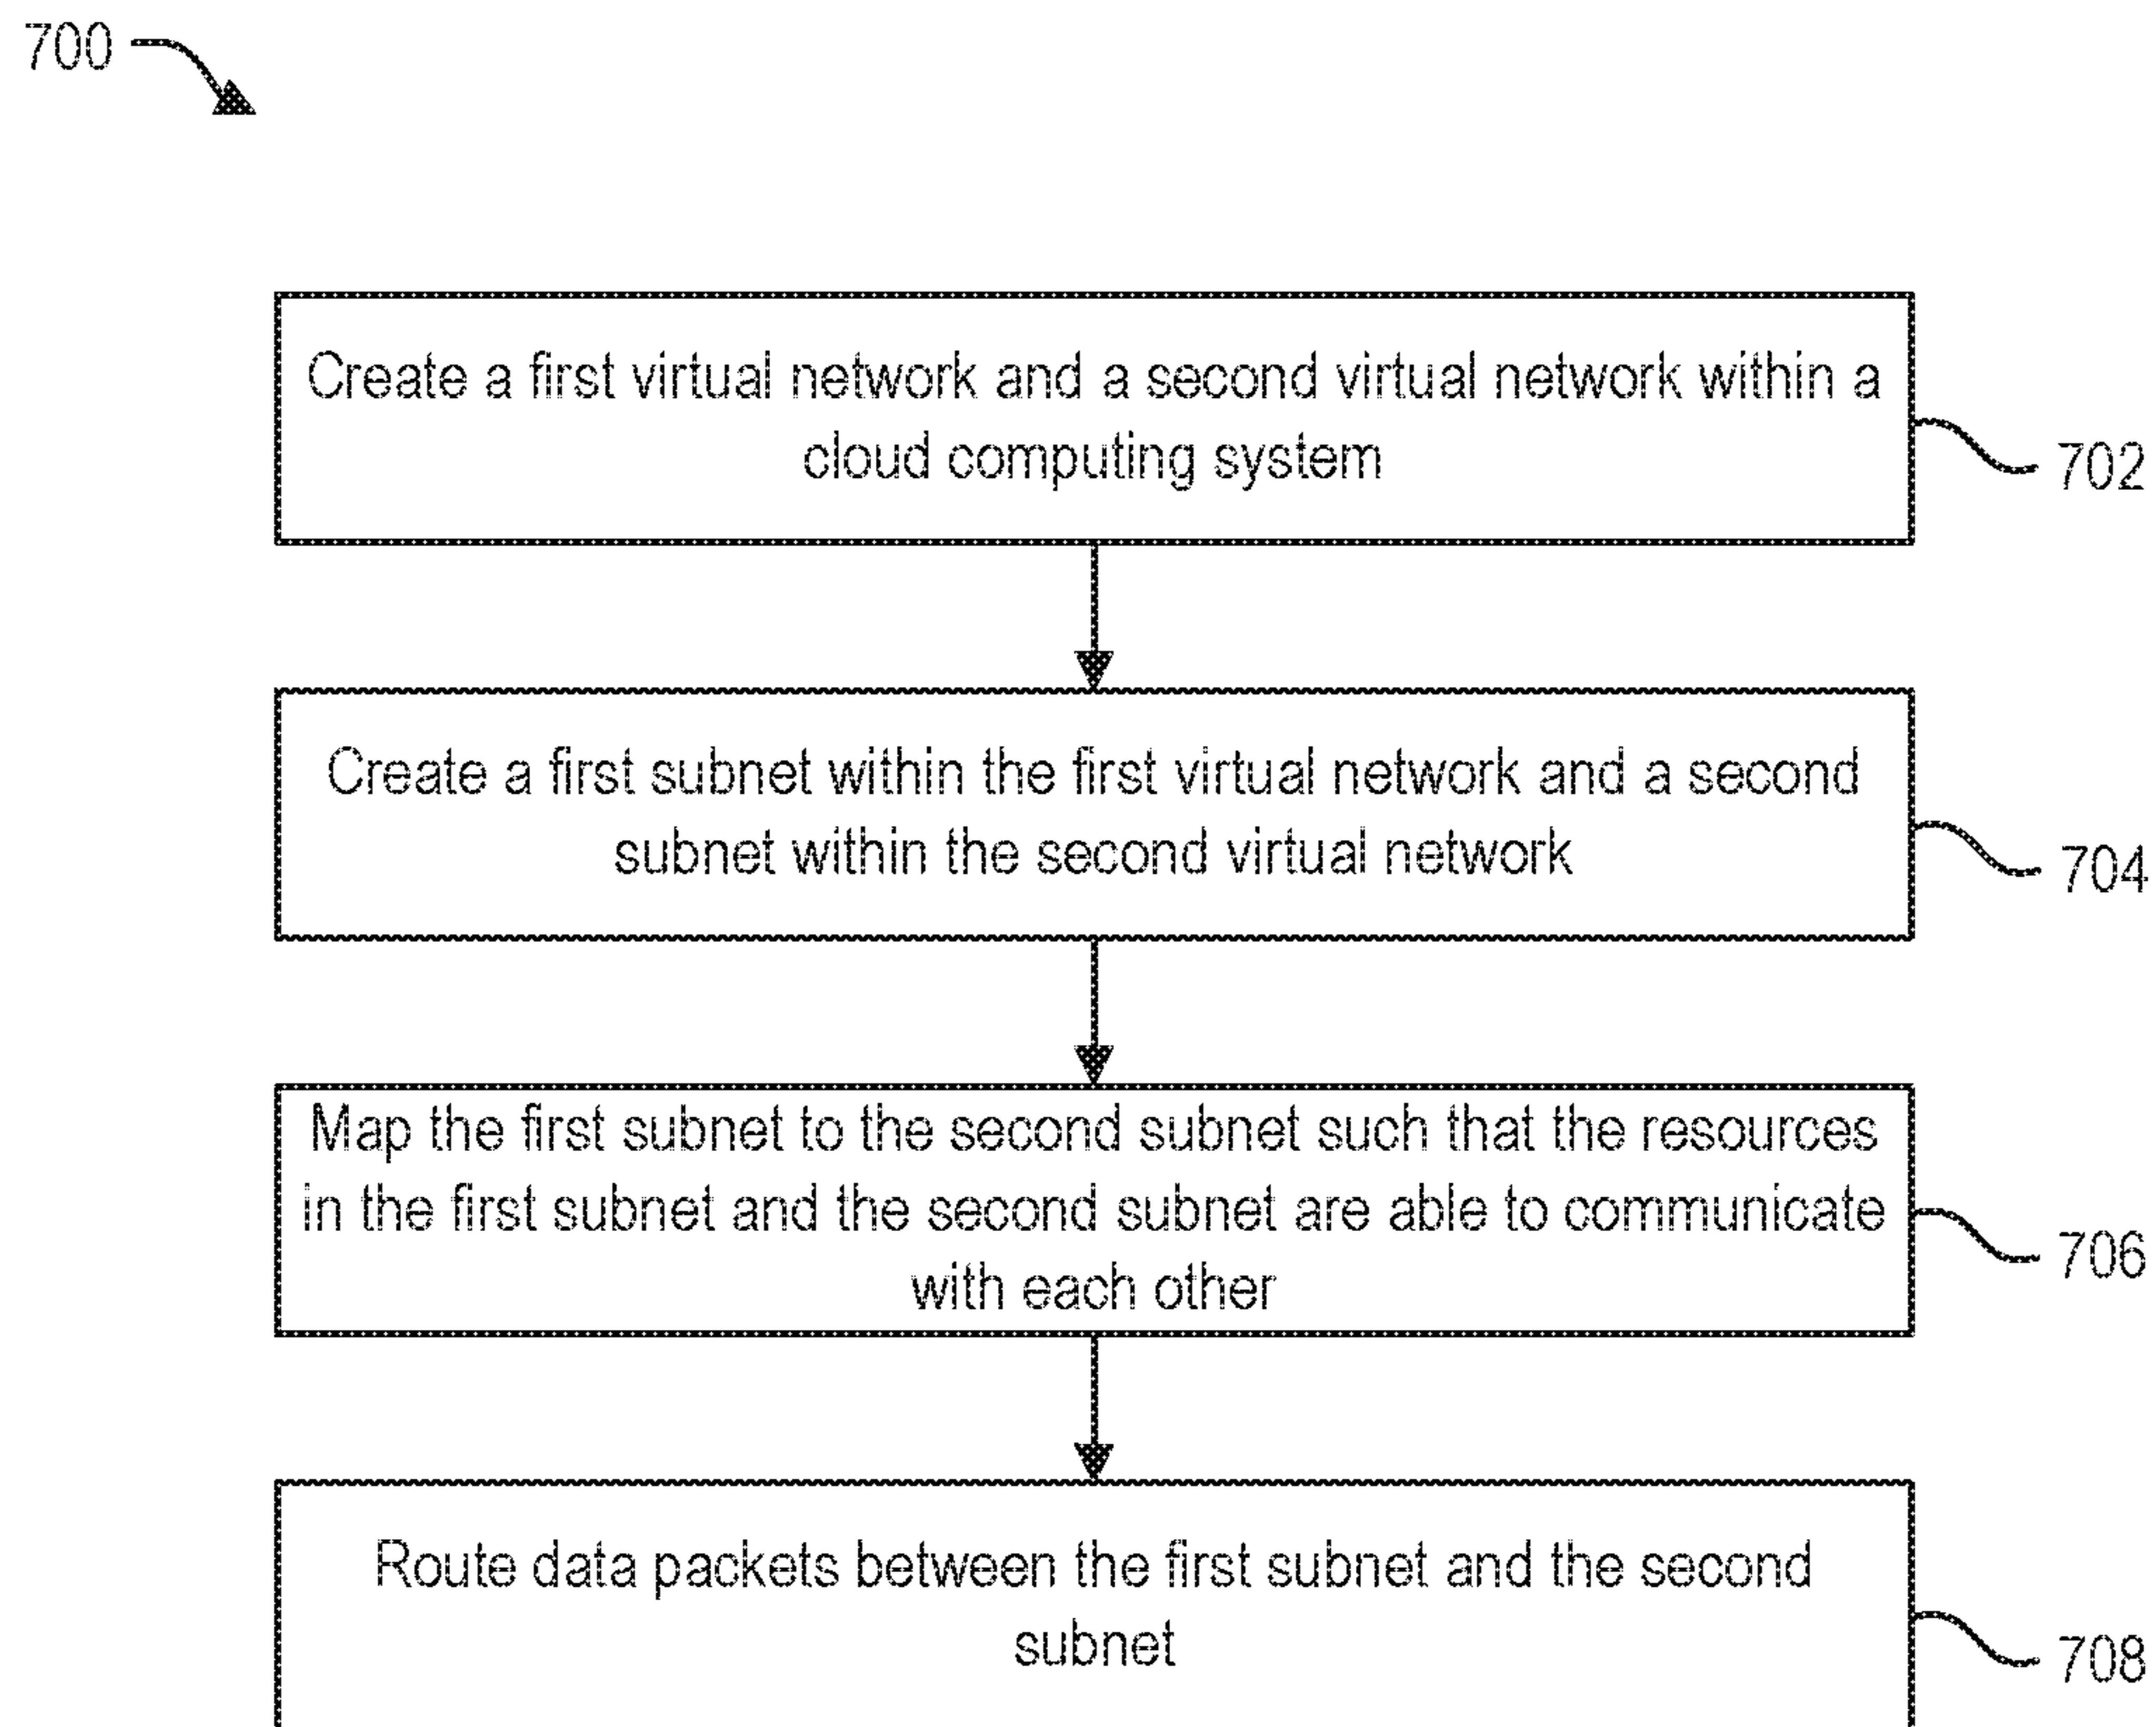 700
Create a first virtual network and a second virtual network within a
cloud computing system
702
Create a first subnet within the first virtual network and a second
subnet within the second virtual network
704
Map the first subnet to the second subnet such that the resources
in the first subnet and the second subnet are able to communicate
with each other
706
Route data packets between the first subnet and the second
subnet
708